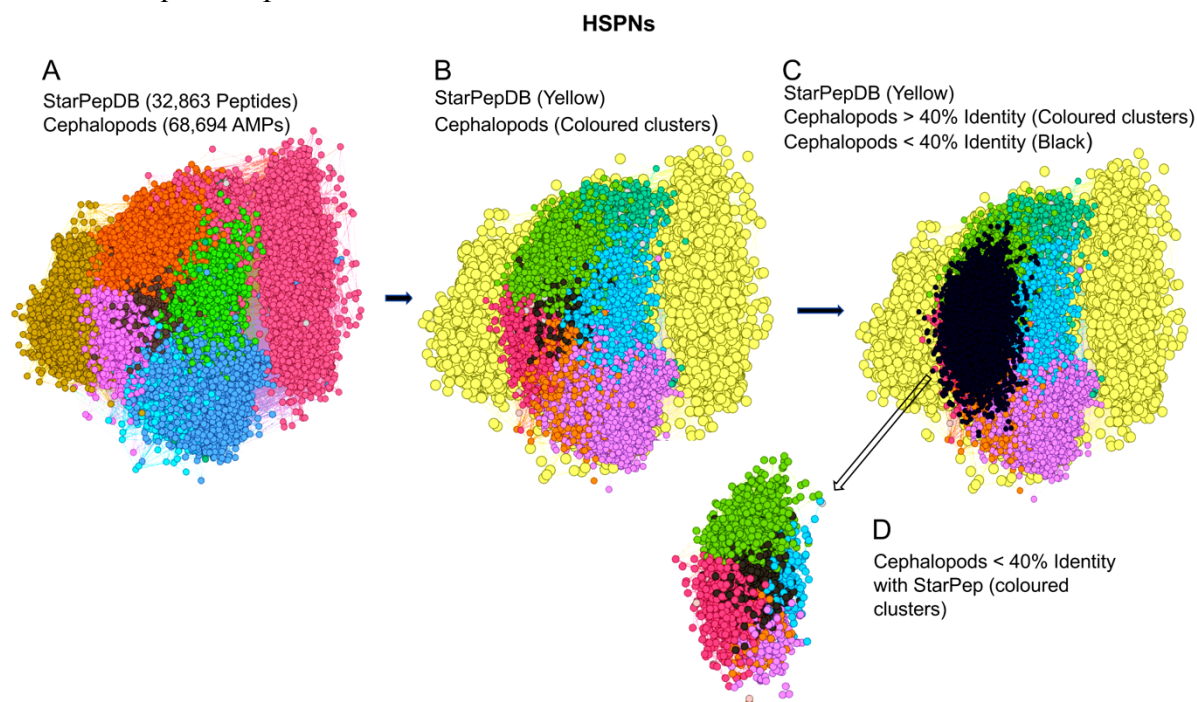 HSPNs
A
StarPepDB (32,863 Peptides)
Cephalopods (68,694 AMPs)
B
StarPepDB (Yellow)
Cephalopods (Coloured clusters)
C
StarPepDB (Yellow)
Cephalopods > 40% Identity (Coloured clusters)
Cephalopods < 40% Identity (Black)
D
Cephalopods < 40% Identity
with StarPep (coloured
clusters)